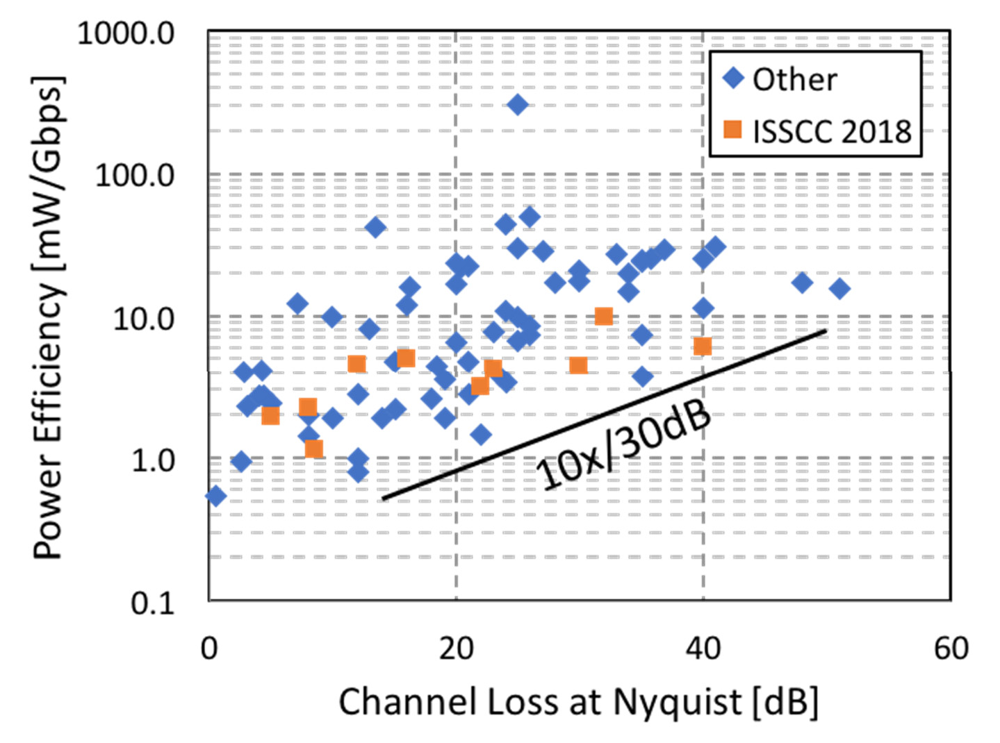 1000.0
100.0
10.0
1.0
0.1
Power Efficiency [mW/Gbps]
Other
ISSCC 2018
10x/30dB
0 20 40 60
Channel Loss at Nyquist [dB]